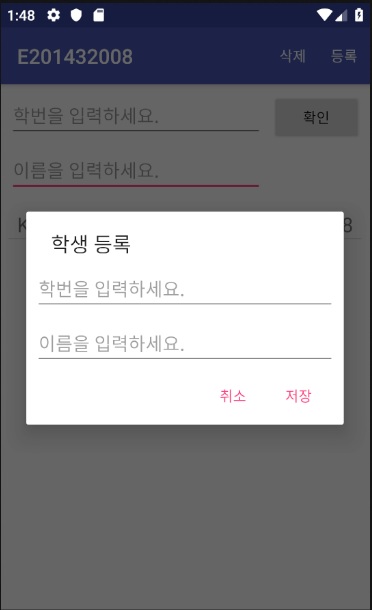 1:48
E201432008
삭제 등록
학번을 입력하세요.
확인
이름을 입력하세요.
K 8
학생 등록
학번을 입력하세요.
이름을 입력하세요.
취소 저장